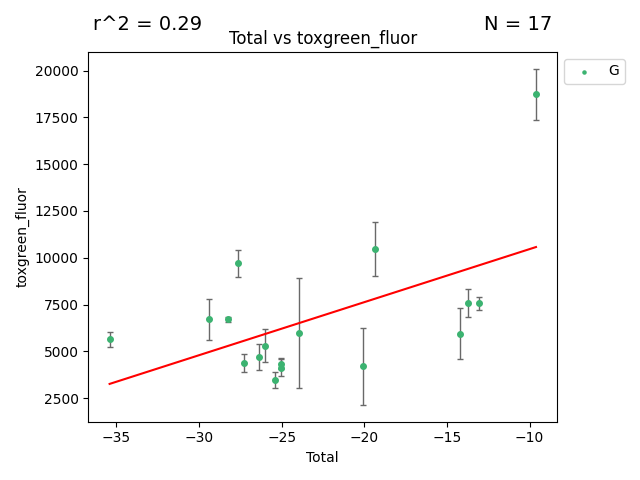 r^2 = 0.29
N = 17
Total vs toxgreen_fluor
G
20000
17500
15000
12500
10000
7500
5000
2500
toxgreen_fluor
−35
−30
−25
−20
−15
−10
Total